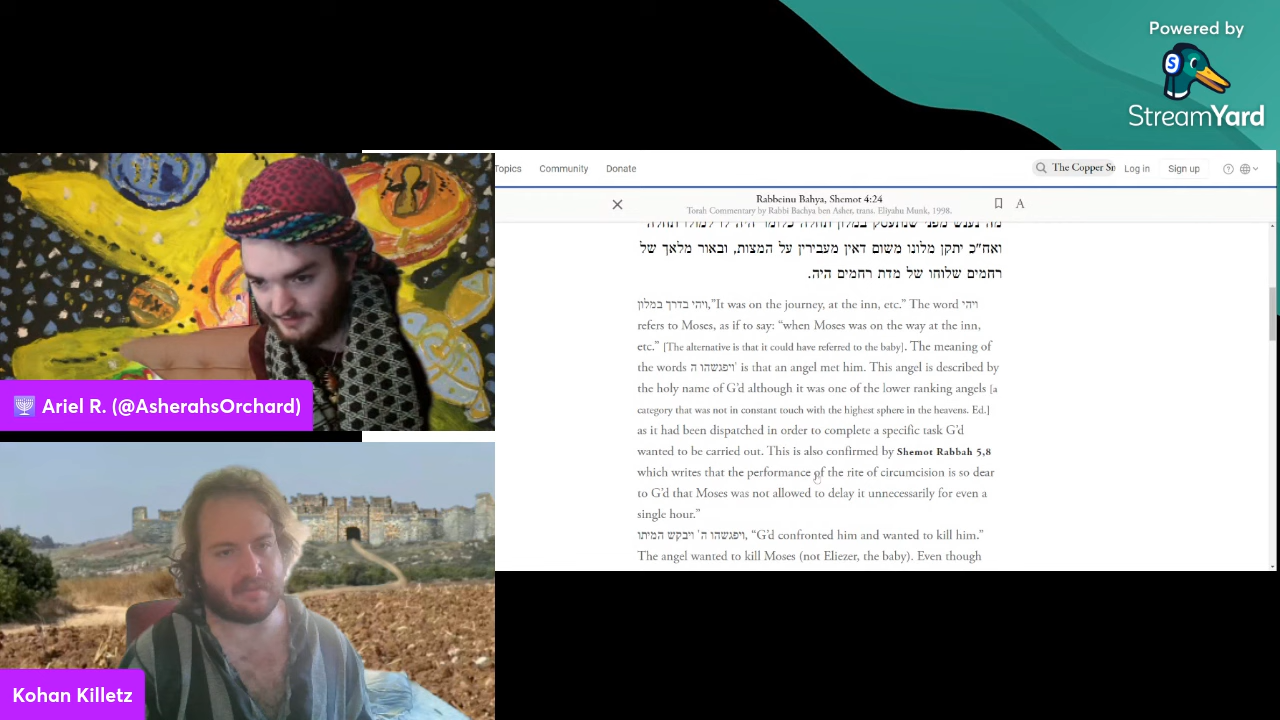 Powered by
StreamYard
Topics Community Donate
The Copper Sn Log in Sign up
Rabbeinu Bahya, Shemot 4:24
Torah Commentary by Rabbi Bachya ben Asher, trans. Eliyahu Munk, 1998.
A
מה נענש מפני שנתעסק במלון תחלה כלומר היה לו למולו תחלה
ואח"כ יתקן מלונו משום דאין מעבירין על המצות, ובאור מלאך של
רחמים שלוחו של מדת רחמים היה.
ויהי בדרך במלון,"It was on the journey, at the inn, etc." The word ויהי
refers to Moses, as if to say: "when Moses was on the way at the inn,
etc." [The alternative is that it could have referred to the baby]. The meaning of
the words ויפגשהו ה' is that an angel met him. This angel is described by
the holy name of G'd although it was one of the lower ranking angels [a
category that was not in constant touch with the highest sphere in the heavens. Ed.]
as it had been dispatched in order to complete a specific task G'd
wanted to be carried out. This is also confirmed by Shemot Rabbah 5,8
which writes that the performance of the rite of circumcision is so dear
to G'd that Moses was not allowed to delay it unnecessarily for even a
single hour."
ויפגשהו ה' ויבקש המיתו, "G'd confronted him and wanted to kill him."
The angel wanted to kill Moses (not Eliezer, the baby). Even though
Ariel R. (@AsherahsOrchard)
Kohan Killetz